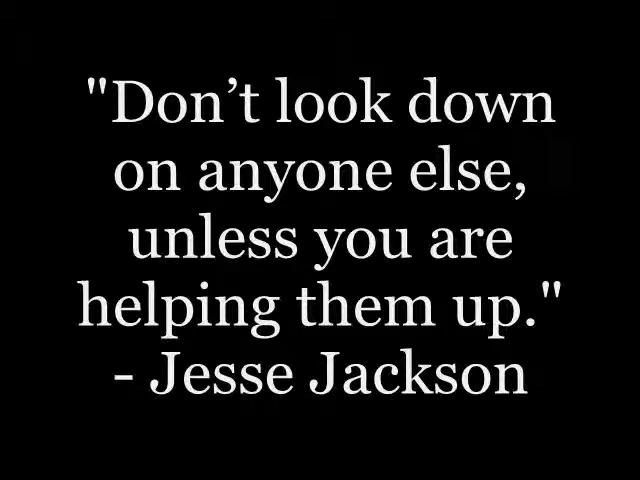 "Don’t look down
on anyone else,
unless you are
helping them up."
- Jesse Jackson